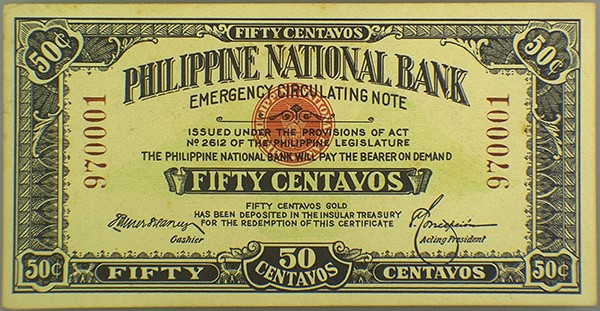 FIFTY CENTAVOS
50¢ 50¢
PHILIPPINE NATIONAL BANK
EMERGENCY CIRCULATING NOTE
970001 970001
ISSUED UNDER THE PROVISIONS OF ACT
Nº 2612 OF THE PHILIPPINE LEGISLATURE
THE PHILIPPINE NATIONAL BANK WILL PAY THE BEARER ON DEMAND
FIFTY CENTAVOS
FIFTY CENTAVOS GOLD
HAS BEEN DEPOSITED IN THE INSULAR TREASURY
FOR THE REDEMPTION OF THIS CERTIFICATE
Cashier
Concepción
Acting President
50¢ FIFTY 50 CENTAVOS CENTAVOS 50¢